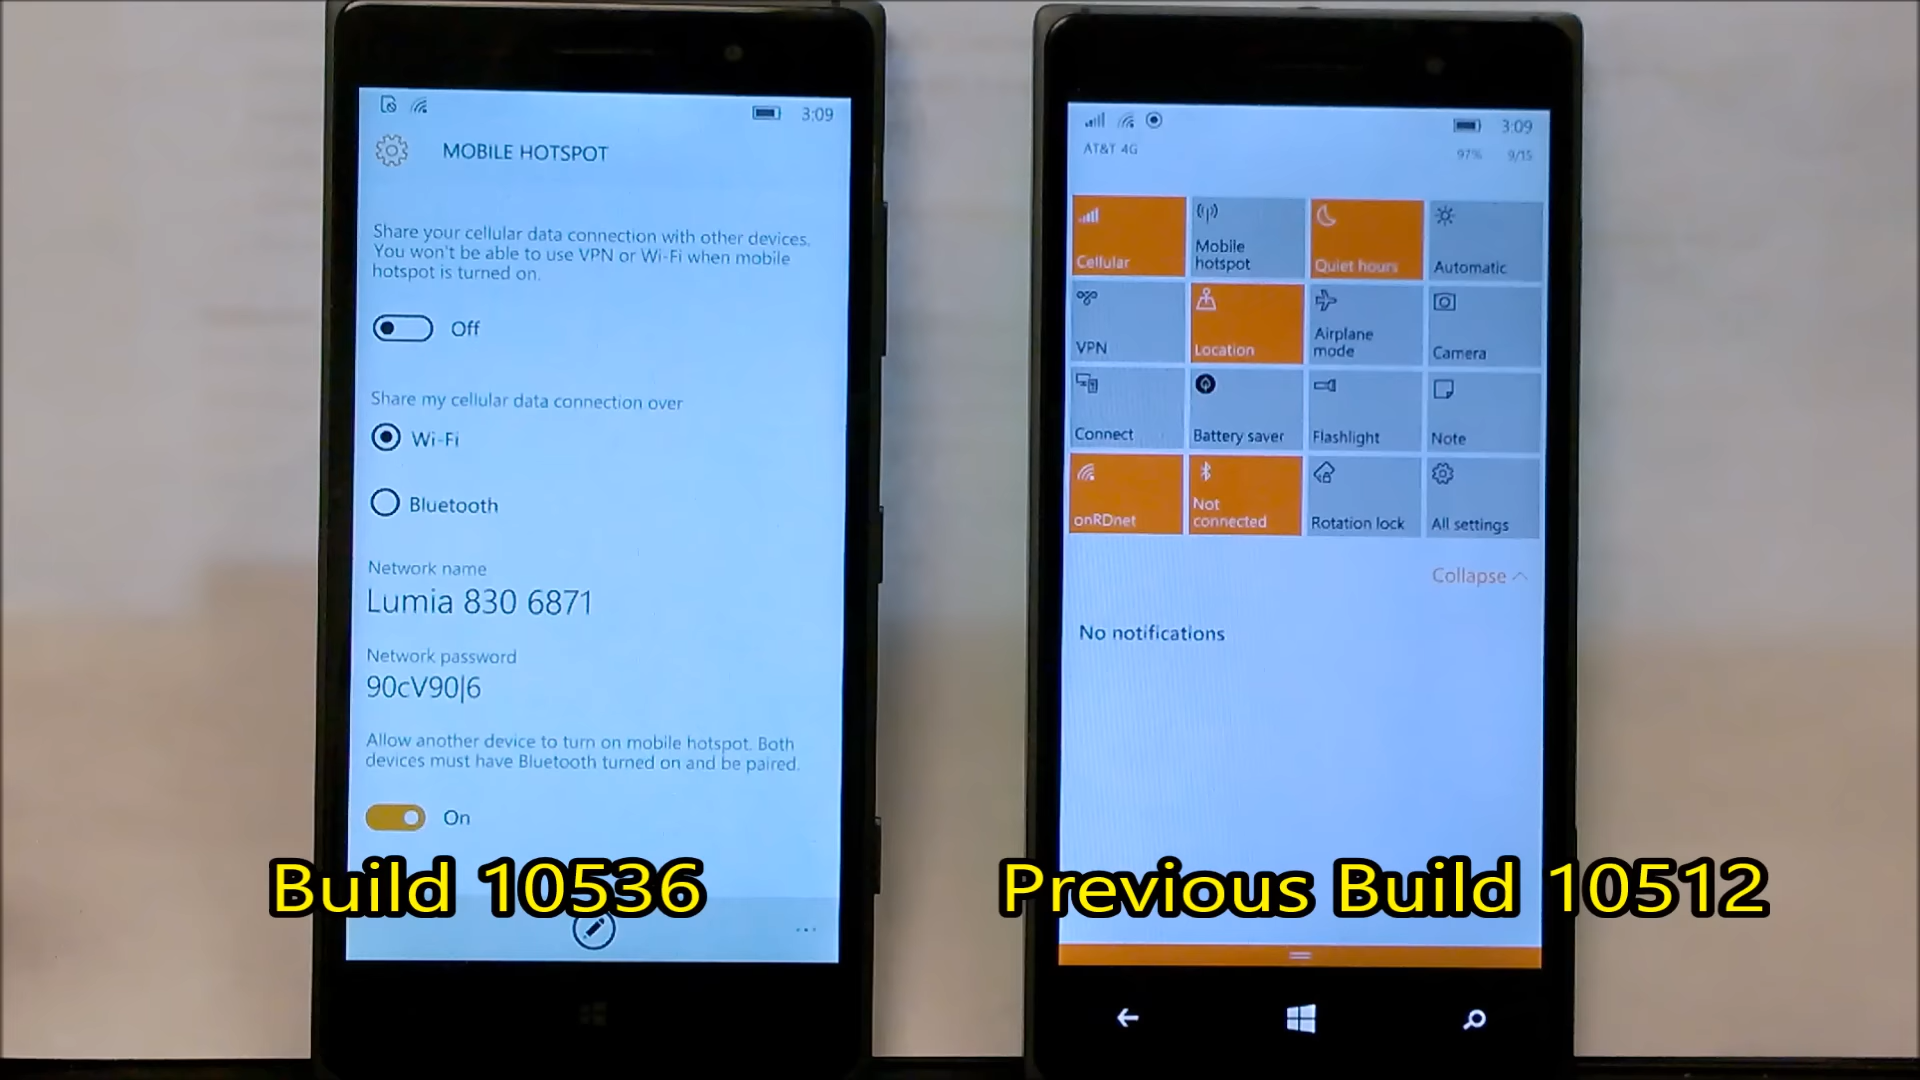 3:09
MOBILE HOTSPOT
Share your cellular data connection with other devices.
You won't be able to use VPN or Wi-Fi when mobile
hotspot is turned on.
Off
Share my cellular data connection over
Wi-Fi
Bluetooth
Network name
Lumia 830 6871
Network password
90cV90|6
Allow another device to turn on mobile hotspot. Both
devices must have Bluetooth turned on and be paired.
On
Build 10536
...
3:09
AT&T 4G
97% 9/15
Cellular
Mobile
hotspot
Quiet hours
Automatic
VPN
Location
Airplane
mode
Camera
Connect
Battery saver
Flashlight
Note
onRDnet
Not
connected
Rotation lock
All settings
Collapse
No notifications
Previous Build 10512